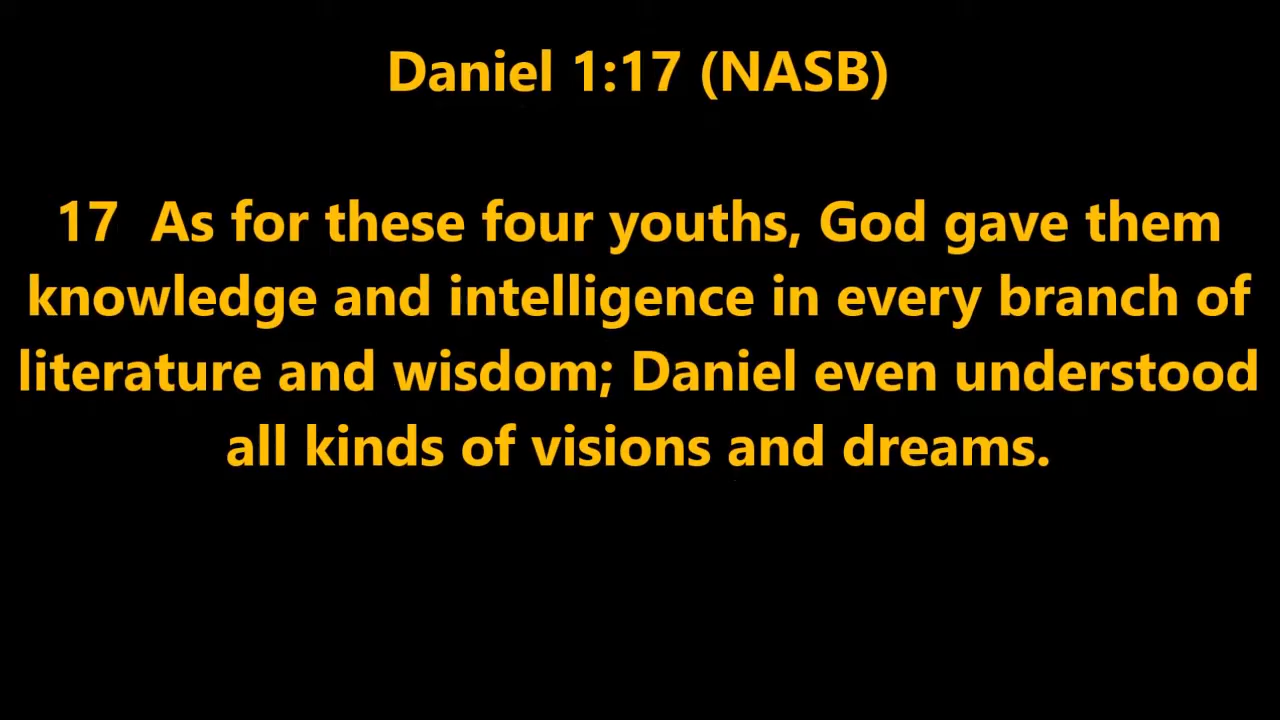 Daniel 1:17 (NASB)
17 As for these four youths, God gave them
knowledge and intelligence in every branch of
literature and wisdom; Daniel even understood
all kinds of visions and dreams.